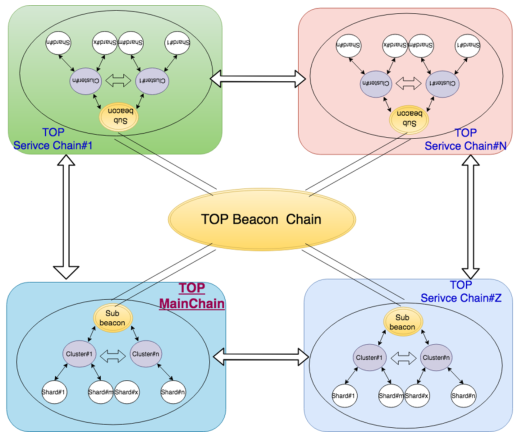 Shard#n Shard#x Shard#m Shard#1
Cluster#n Cluster#1
Sub
beacon
TOP
Serivce Chain#1
Shard#n Shard#x Shard#m Shard#1
Cluster#n Cluster#1
Sub
beacon
TOP
Serivce Chain#N
TOP Beacon Chain
TOP
MainChain
Sub
beacon
Cluster#1 Cluster#n
Shard#1 Shard#m Shard#x Shard#n
TOP
Serivce Chain#Z
Sub
beacon
Cluster#1 Cluster#n
Shard#1 Shard#m Shard#x Shard#n